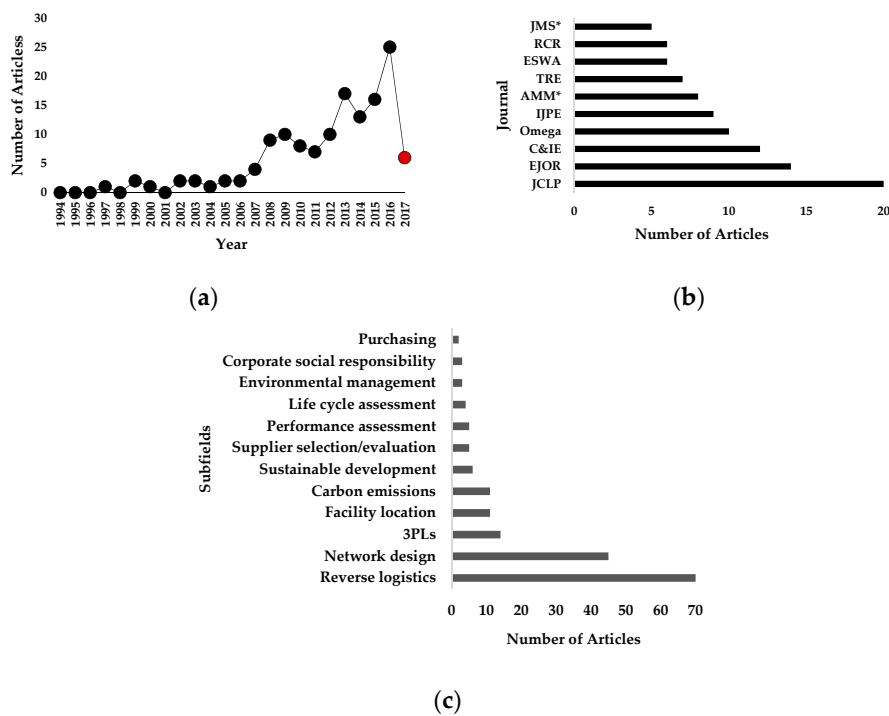 Number of Articless
30
25
20
15
10
5
0
1994
1995
1996
1997
1998
1999
2000
2001
2002
2003
2004
2005
2006
2007
2008
2009
2010
2011
2012
2013
2014
2015
2016
2017
Year
(a)
Journal
JMS*
RCR
ESWA
TRE
AMM*
IJPE
Omega
C&IE
EJOR
JCLP
0 5 10 15 20
Number of Articles
(b)
Subfields
Purchasing
Corporate social responsibility
Environmental management
Life cycle assessment
Performance assessment
Supplier selection/evaluation
Sustainable development
Carbon emissions
Facility location
3PLs
Network design
Reverse logistics
0 10 20 30 40 50 60 70
Number of Articles
(c)